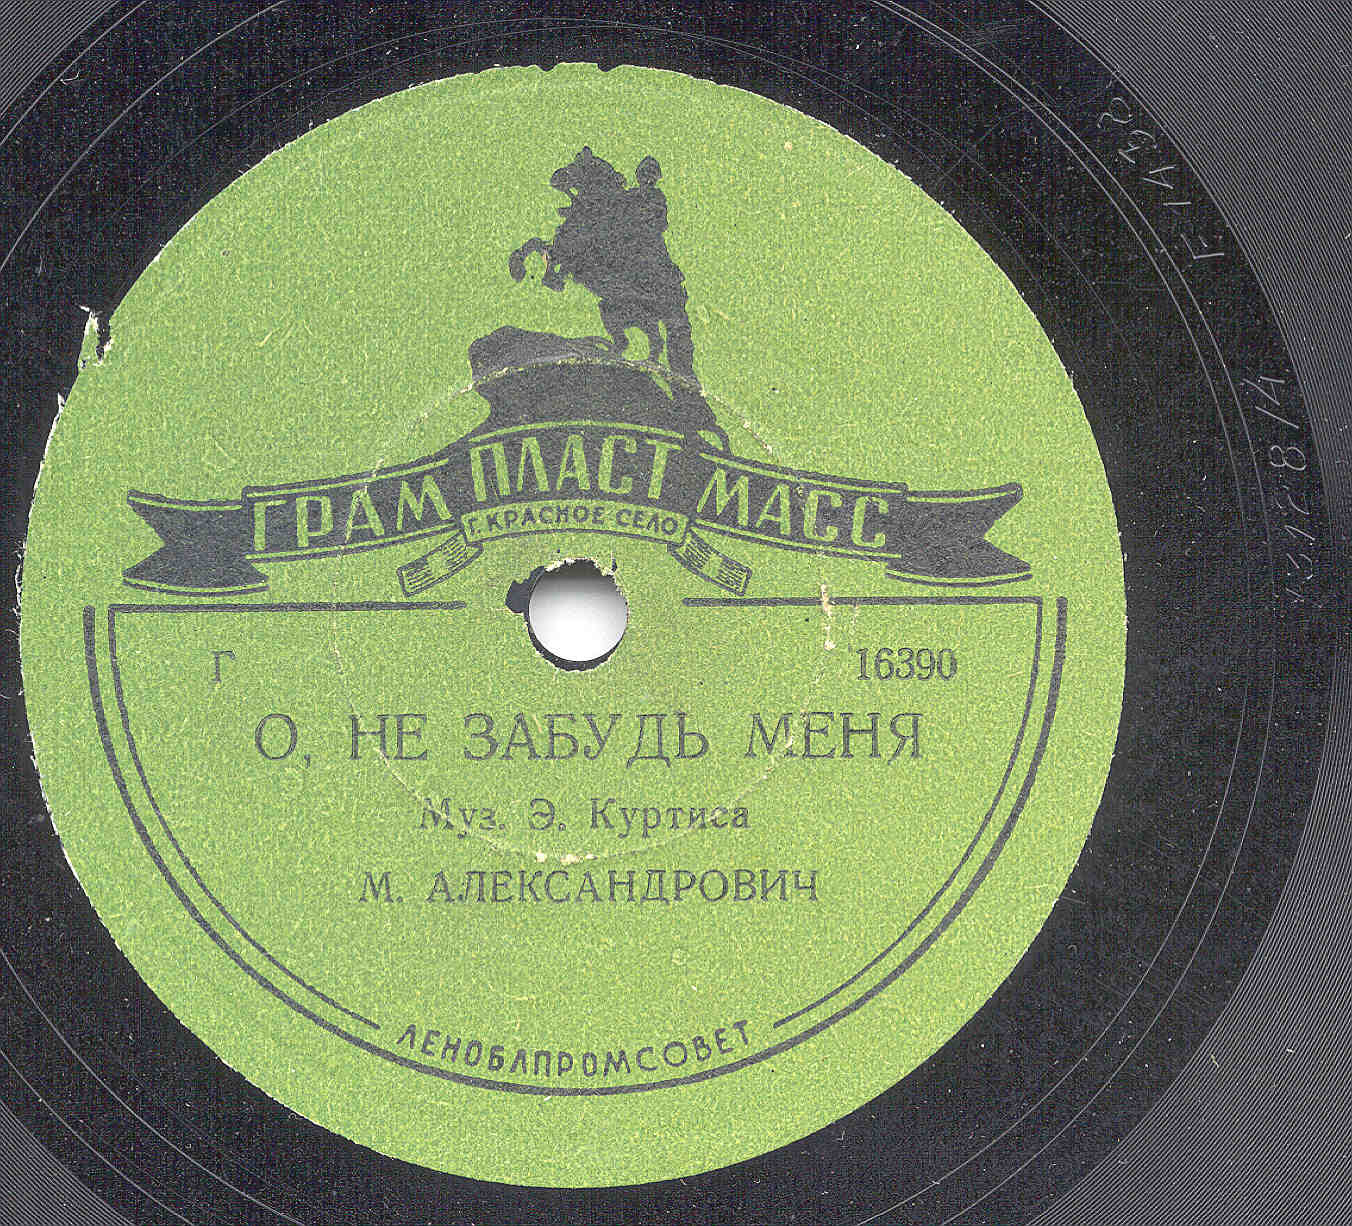 ГРАМ ПЛАСТ МАСС
Г. КРАСНОЕ СЕЛО
Г 16390
О, НЕ ЗАБУДЬ МЕНЯ
Муз. Э. Куртиса
М. АЛЕКСАНДРОВИЧ
ЛЕНОБЛПРОМСОВЕТ